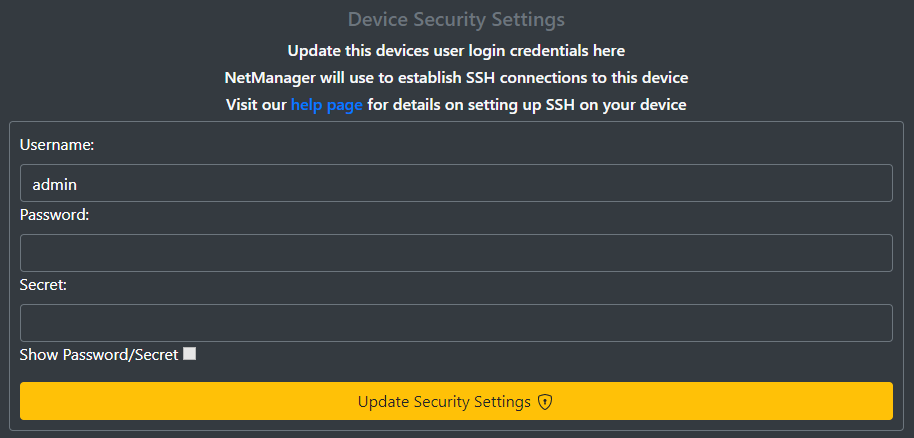 Device Security Settings
Update this devices user login credentials here
NetManager will use to establish SSH connections to this device
Visit our help page for details on setting up SSH on your device
Username:
admin
Password:
Secret:
Show Password/Secret
Update Security Settings